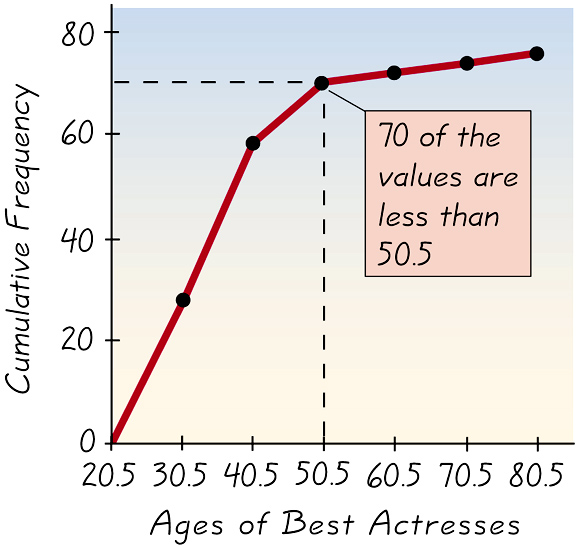 80
60
40
20
0
Cumulative Frequency
70 of the
values are
less than
50.5
20.5 30.5 40.5 50.5 60.5 70.5 80.5
Ages of Best Actresses